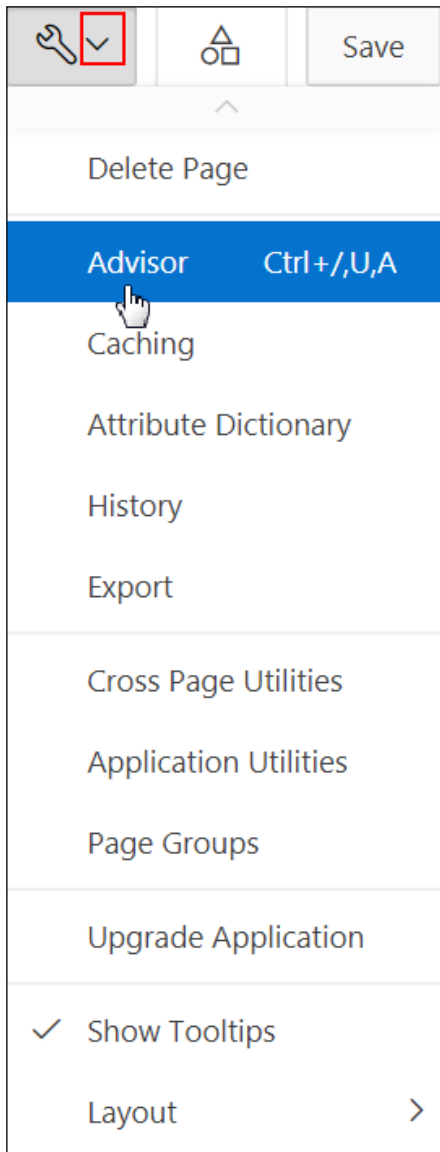 Save
Delete Page
Advisor Ctrl+/,U,A
Caching
Attribute Dictionary
History
Export
Cross Page Utilities
Application Utilities
Page Groups
Upgrade Application
Show Tooltips
Layout